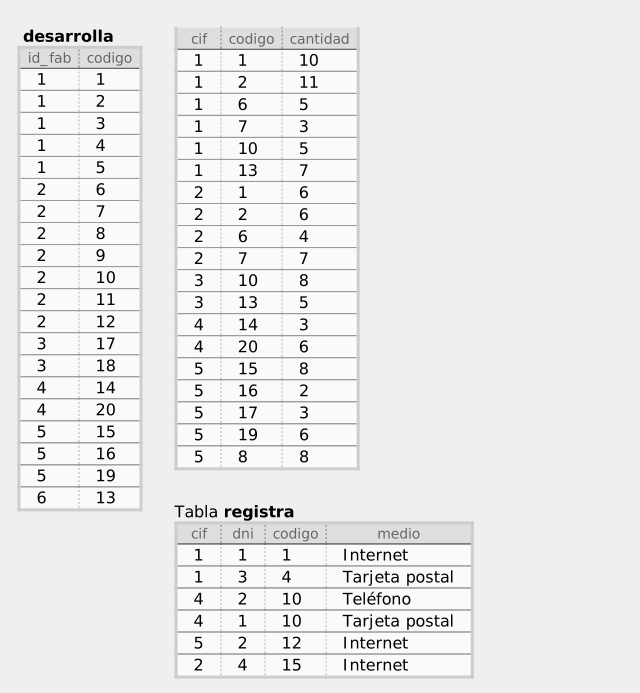 desarrolla
id_fab codigo
1 1
1 2
1 3
1 4
1 5
2 6
2 7
2 8
2 9
2 10
2 11
2 12
3 17
3 18
4 14
4 20
5 15
5 16
5 19
6 13
cif codigo cantidad
1 1 10
1 2 11
1 6 5
1 7 3
1 10 5
1 13 7
2 1 6
2 2 6
2 6 4
2 7 7
3 10 8
3 13 5
4 14 3
4 20 6
5 15 8
5 16 2
5 17 3
5 19 6
5 8 8
Tabla registra
cif dni codigo medio
1 1 1 Internet
1 3 4 Tarjeta postal
4 2 10 Teléfono
4 1 10 Tarjeta postal
5 2 12 Internet
2 4 15 Internet